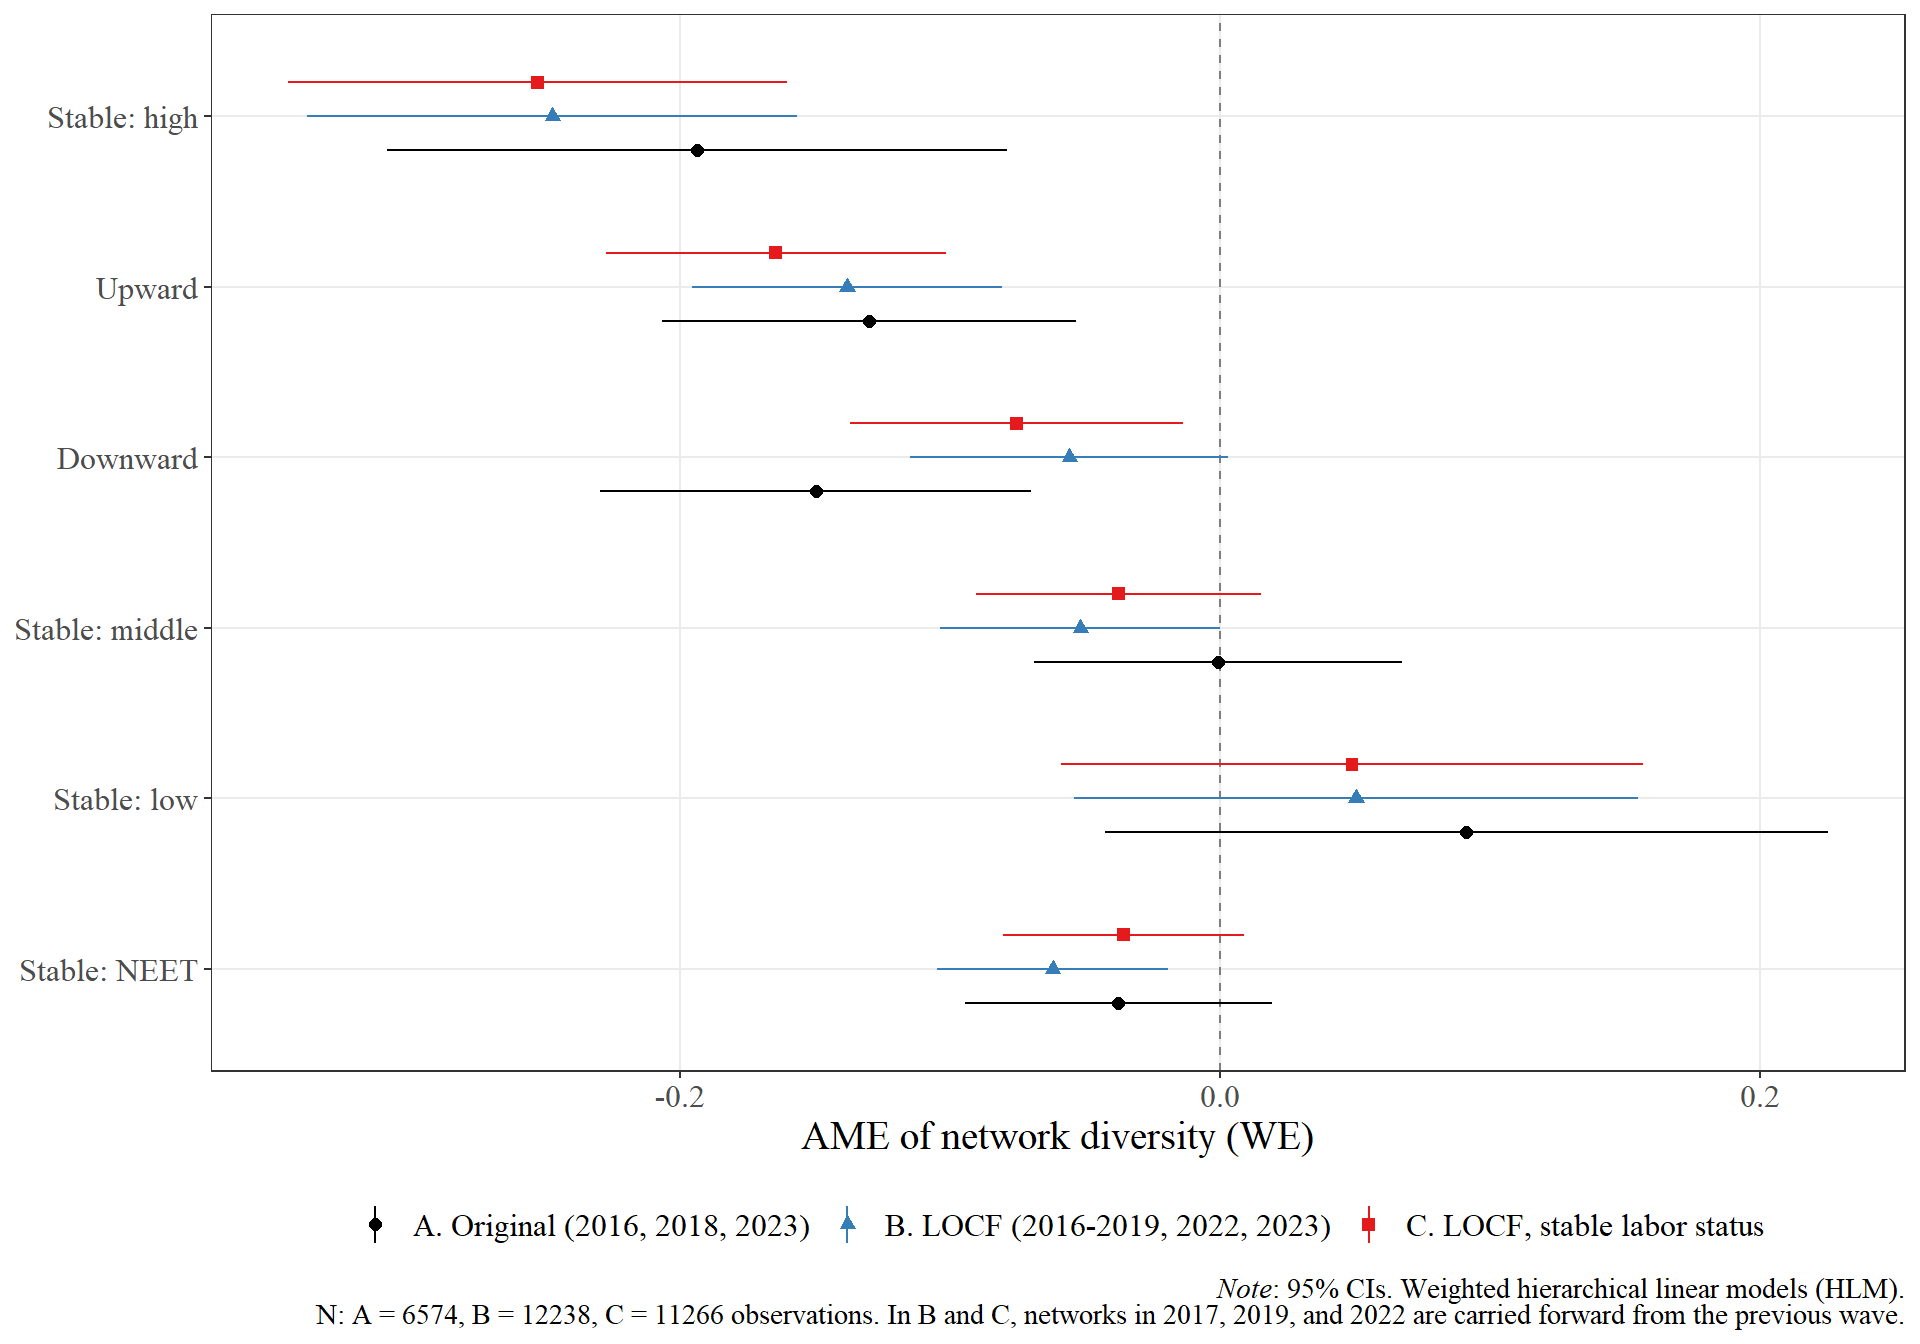 Stable: high
Upward
Downward
Stable: middle
Stable: low
Stable: NEET
-0.2 0.0 0.2
AME of network diversity (WE)
A. Original (2016, 2018, 2023) B. LOCF (2016-2019, 2022, 2023) C. LOCF, stable labor status
Note: 95% CIs. Weighted hierarchical linear models (HLM).
N: A = 6574, B = 12238, C = 11266 observations. In B and C, networks in 2017, 2019, and 2022 are carried forward from the previous wave.